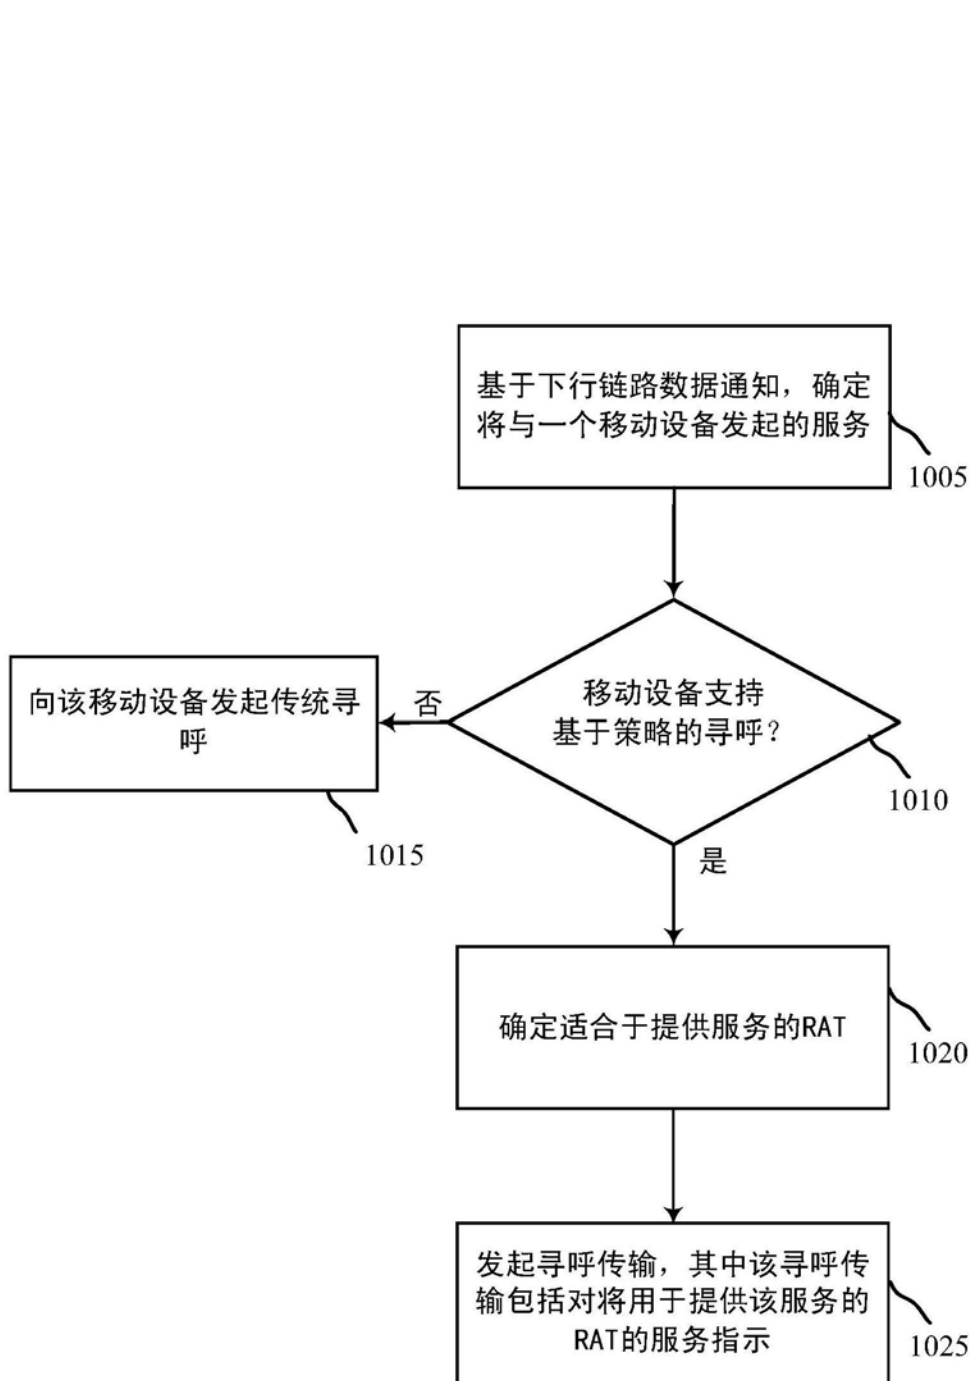 基于下行链路数据通知，确定
将与一个移动设备发起的服务
1005
移动设备支持
基于策略的寻呼？
1010
否
向该移动设备发起传统寻
呼
1015
是
确定适合于提供服务的RAT
1020
发起寻呼传输，其中该寻呼传
输包括对将用于提供该服务的
RAT的服务指示
1025